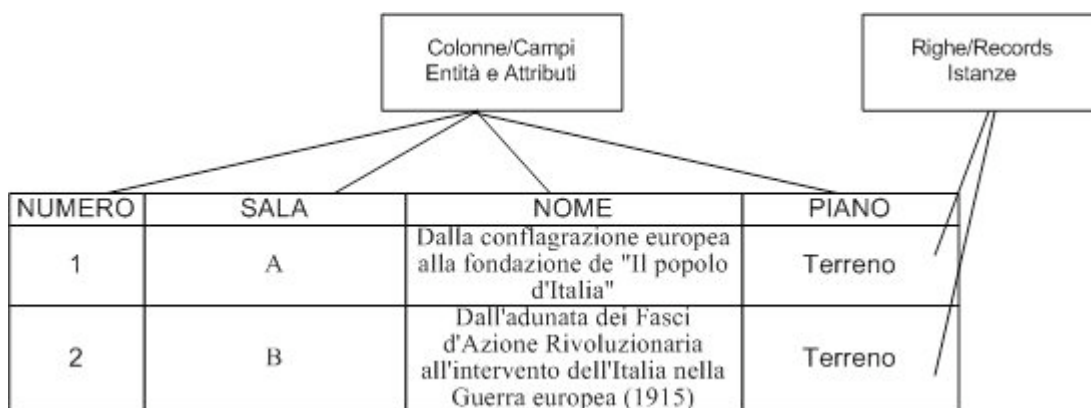 Colonne/Campi
Entità e Attributi
Righe/Records
Istanze
NUMERO SALA NOME PIANO
1 A Dalla conflagrazione europea
alla fondazione de "Il popolo
d'Italia" Terreno
2 B Dall'adunata dei Fasci
d'Azione Rivoluzionaria
all'intervento dell'Italia nella
Guerra europea (1915) Terreno